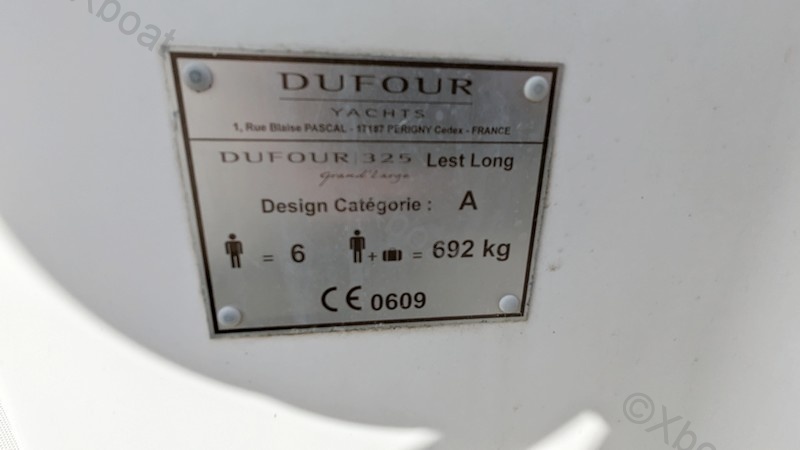 DUFOUR
YACHTS
1, Rue Blaise PASCAL - 17187 PERIGNY Cedex - FRANCE
DUFOUR 325 Lest Long
Grand'Large
Design Catégorie : A
= 6 + = 692 kg
CE 0609
©Xbo
Xboat